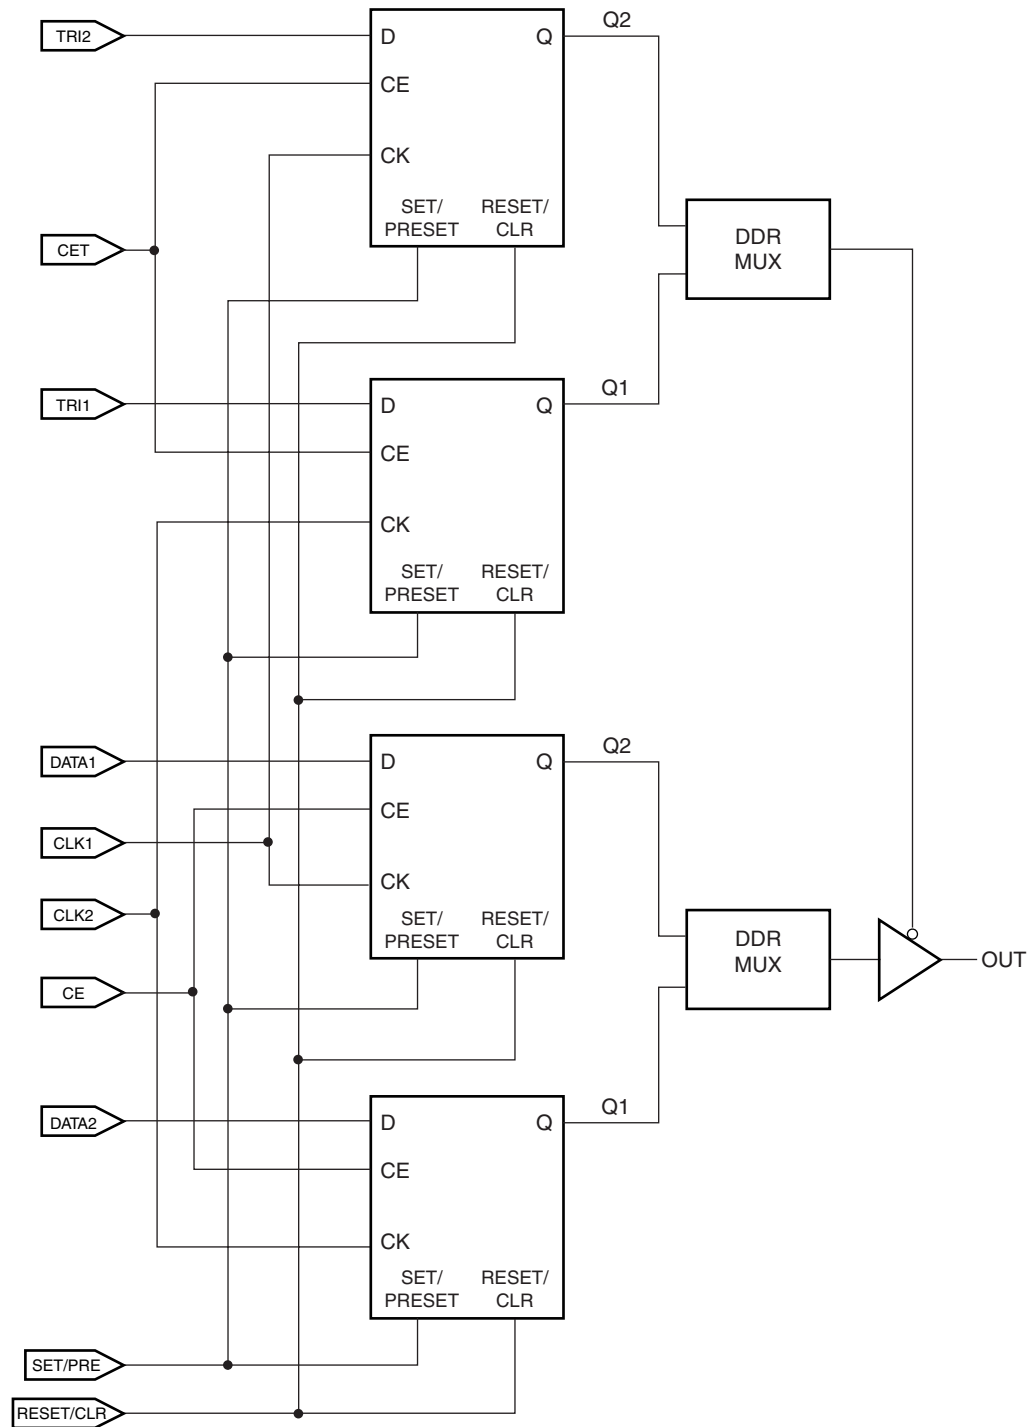 TRI2
D
Q
Q2
CE
CK
SET/
PRESET
RESET/
CLR
CET
DDR
MUX
TRI1
D
Q
Q1
CE
CK
SET/
PRESET
RESET/
CLR
DATA1
D
Q
Q2
CE
CLK1
CK
CLK2
SET/
PRESET
RESET/
CLR
DDR
MUX
OUT
CE
DATA2
D
Q
Q1
CE
CK
SET/
PRESET
RESET/
CLR
SET/PRE
RESET/CLR